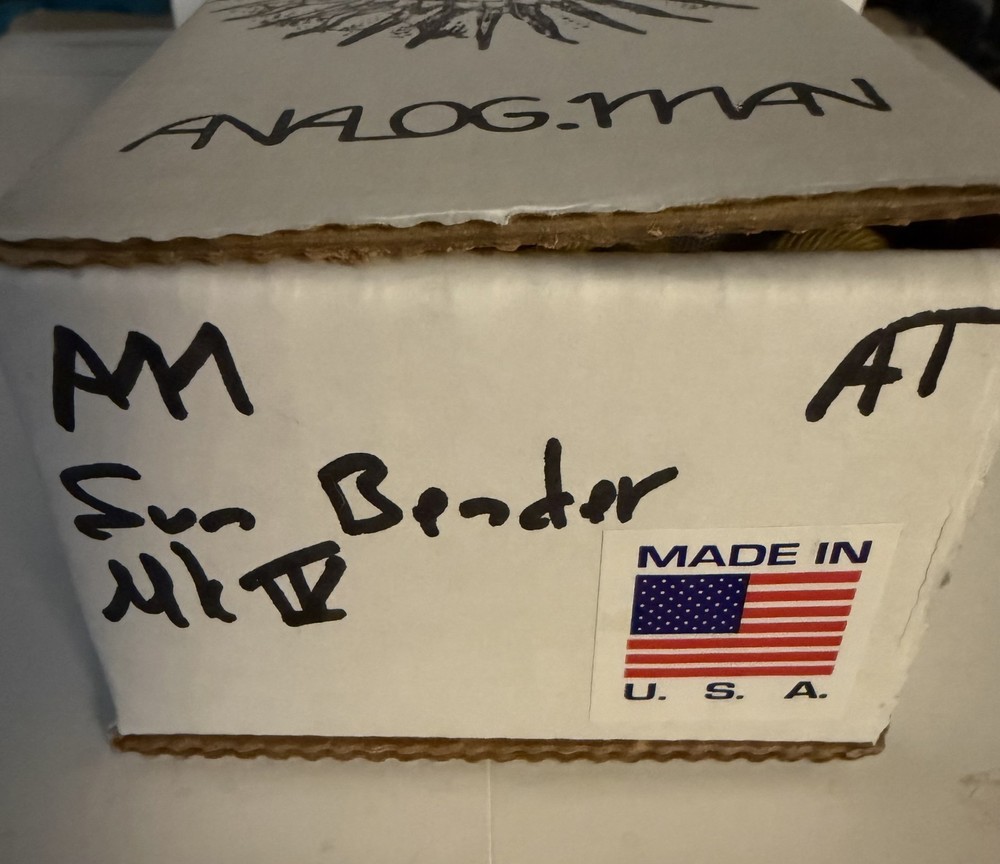 ANALOG.MAN
AM
AT
Sun Bender
Mk IV
MADE IN
U. S. A.